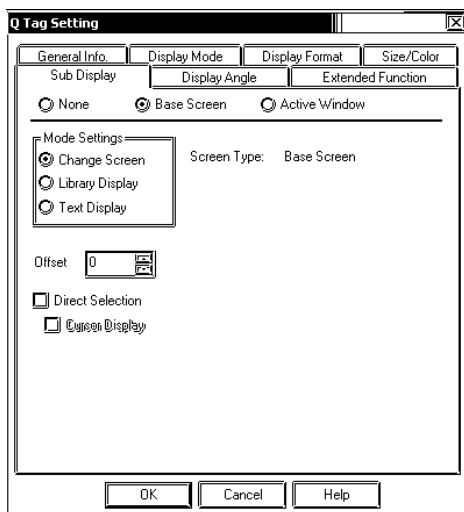 Q Tag Setting
General Info. Display Mode Display Format Size/Color
Sub Display Display Angle Extended Function
None Base Screen Active Window
Mode Settings
Change Screen Screen Type: Base Screen
Library Display
Text Display
Offset 0
Direct Selection
Cursor Display
OK Cancel Help